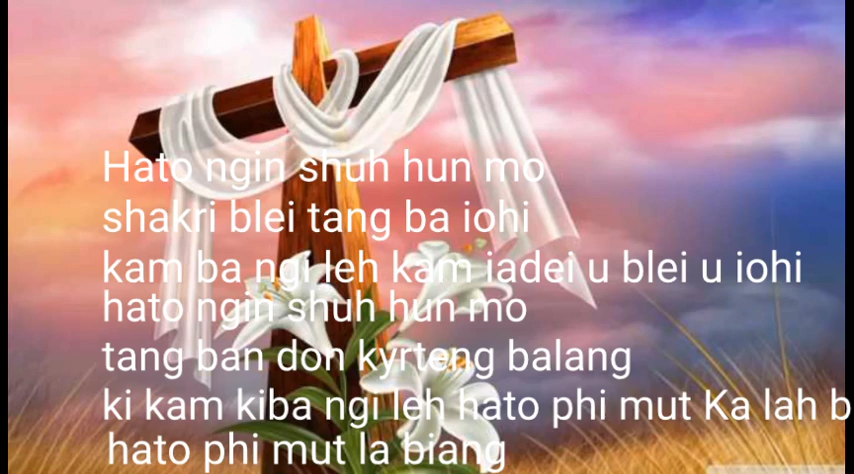 Hato ngin shuh hun mo
shakri blei tang ba iohi
kam ba ngi leh kam iadei u blei u iohi
hato ngin shuh hun mo
tang ban don kyrteng balang
ki kam kiba ngi leh hato phi mut Ka lah b
hato phi mut la biang